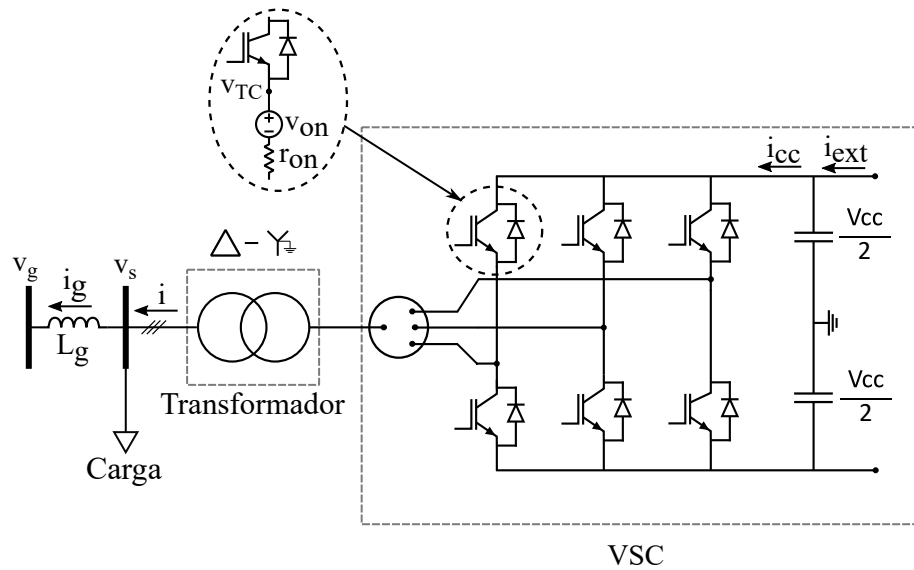 v_TC
v_on
r_on
i_cc
i_ext
Vcc
2
Δ-Y
v_g
i_g
v_s
i
L_g
Transformador
Vcc
2
Carga
VSC